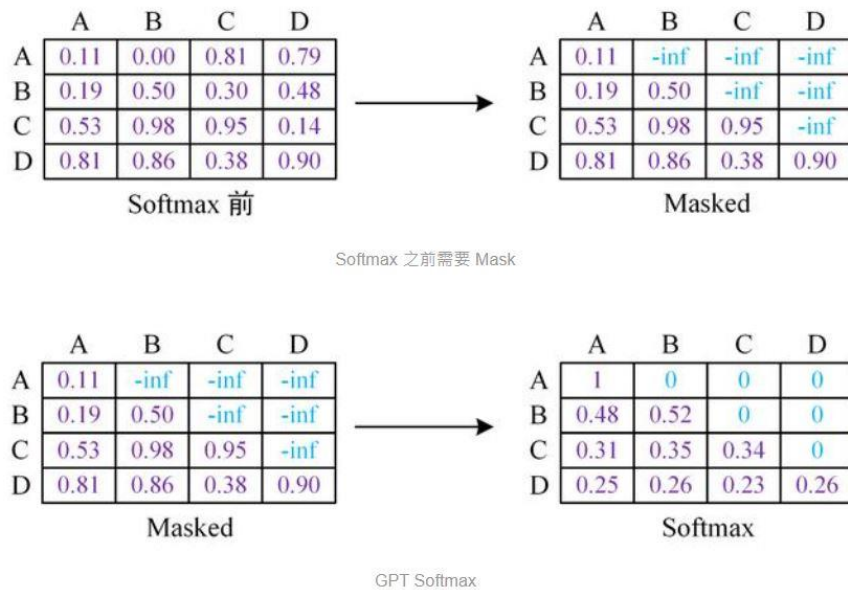 A B C D A B C D
A 0.11 0.00 0.81 0.79 A 0.11 -inf -inf -inf
B 0.19 0.50 0.30 0.48 B 0.19 0.50 -inf -inf
C 0.53 0.98 0.95 0.14 C 0.53 0.98 0.95 -inf
D 0.81 0.86 0.38 0.90 D 0.81 0.86 0.38 0.90
Softmax 前 Masked
Softmax 之前需要 Mask
A B C D A B C D
A 0.11 -inf -inf -inf A 1 0 0 0
B 0.19 0.50 -inf -inf B 0.48 0.52 0 0
C 0.53 0.98 0.95 -inf C 0.31 0.35 0.34 0
D 0.81 0.86 0.38 0.90 D 0.25 0.26 0.23 0.26
Masked Softmax
GPT Softmax